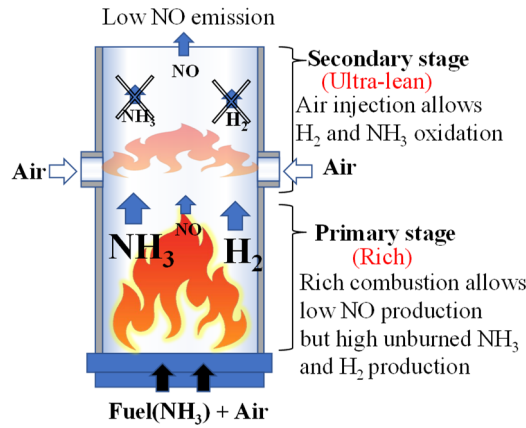 Low NO emission
NO
NH₃
H₂
Secondary stage
(Ultra-lean)
Air injection allows
H₂ and NH₃ oxidation
Air
Air
NO
NH₃
H₂
Primary stage
(Rich)
Rich combustion allows
low NO production
but high unburned NH₃
and H₂ production
Fuel(NH₃) + Air